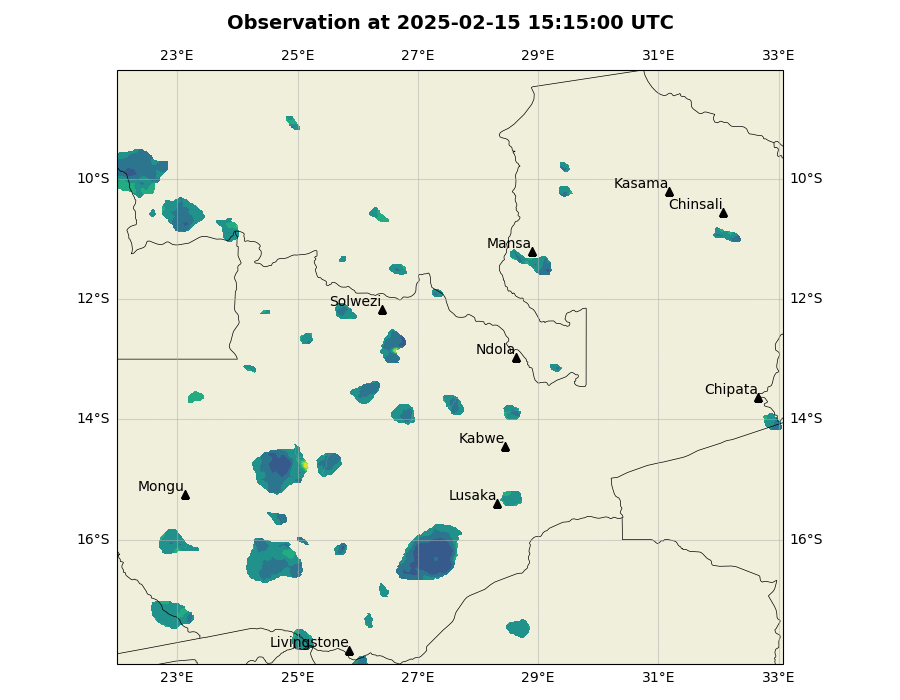 Observation at 2025-02-15 15:15:00 UTC
23°E 25°E 27°E 29°E 31°E 33°E
10°S 10°S
Kasama
Chinsali
Mansa
12°S 12°S
Solwezi
Ndola
Chipata
14°S 14°S
Kabwe
Mongu
Lusaka
16°S 16°S
Livingstone
23°E 25°E 27°E 29°E 31°E 33°E